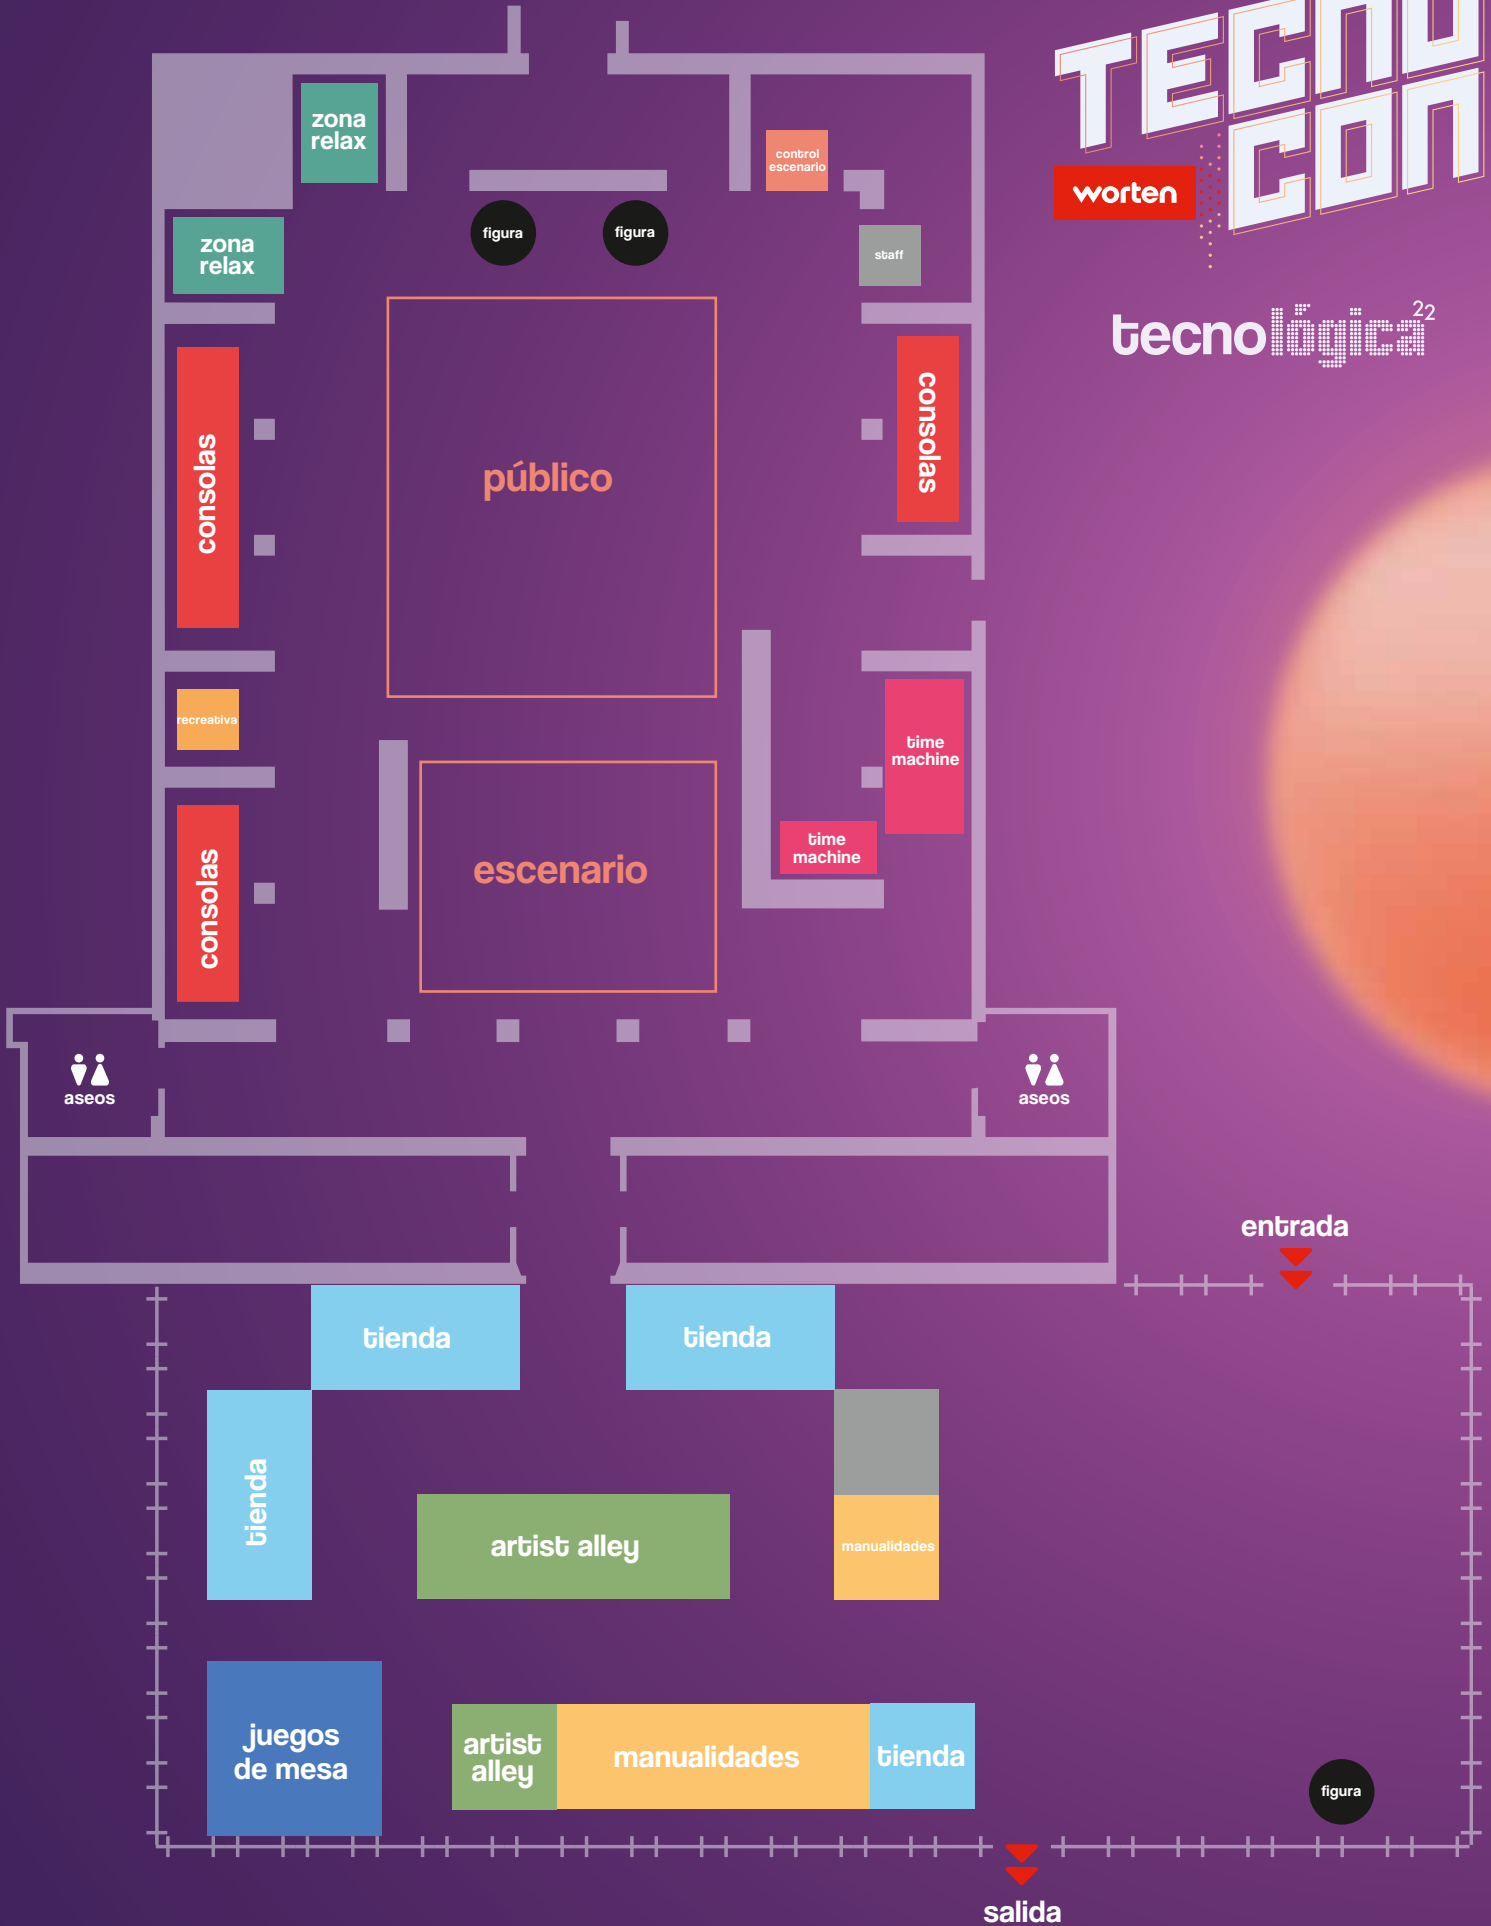 TECNO
CON
worten
tecnológica22
zona
relax
control
escenario
zona
relax
figura
figura
staff
consolas
consolas
público
recreativa
time
machine
time
machine
consolas
escenario
aseos
aseos
entrada
tienda
tienda
tienda
artist alley
manualidades
juegos
de mesa
artist
alley
manualidades
tienda
figura
salida